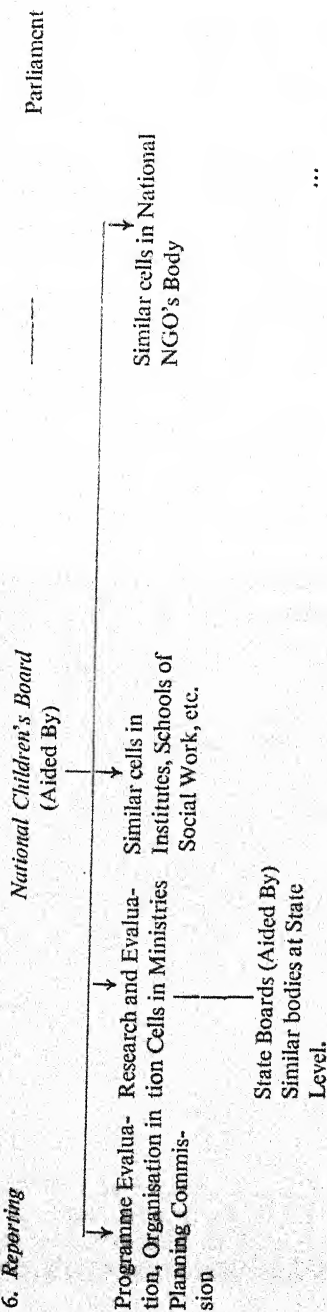 6. Reporting
National Children's Board
(Aided By)
Parliament
Programme Evalua-
tion, Organisation in
Planning Commis-
sion
Research and Evalua-
tion Cells in Ministries
Similar cells in
Institutes, Schools of
Social Work, etc.
Similar cells in National
NGO's Body
State Boards (Aided By)
Similar bodies at State
Level.
...